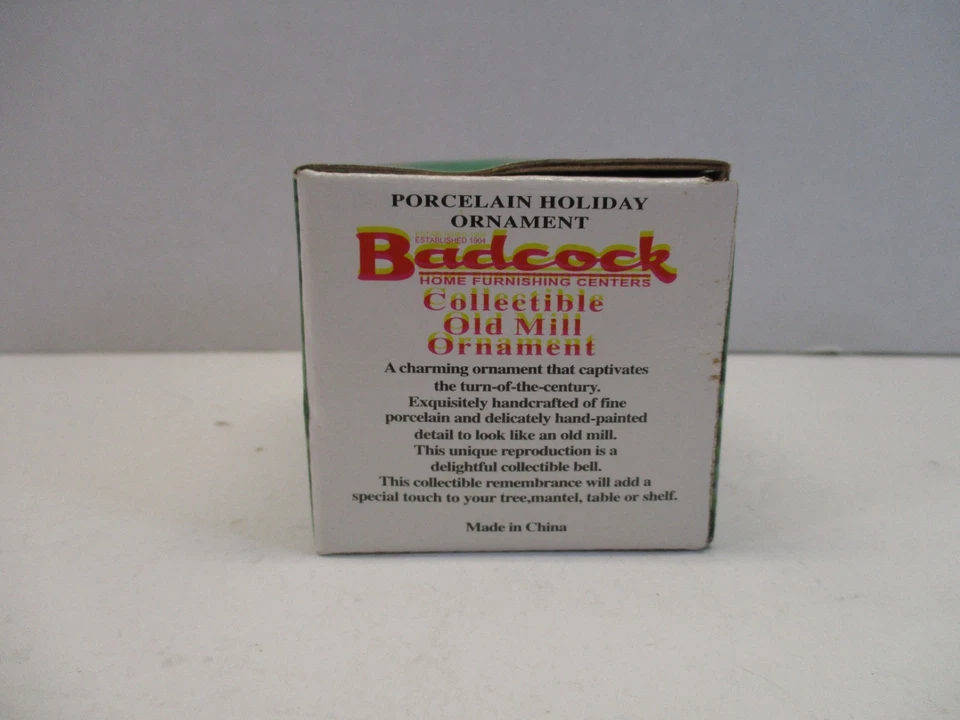 PORCELAIN HOLIDAY
ORNAMENT
ESTABLISHED 1904
Badcock
HOME FURNISHING CENTERS
Collectible
Old Mill
Ornament
A charming ornament that captivates
the turn-of-the-century.
Exquisitely handcrafted of fine
porcelain and delicately hand-painted
detail to look like an old mill.
This unique reproduction is a
delightful collectible bell.
This collectible remembrance will add a
special touch to your tree,mantel, table or shelf.
Made in China